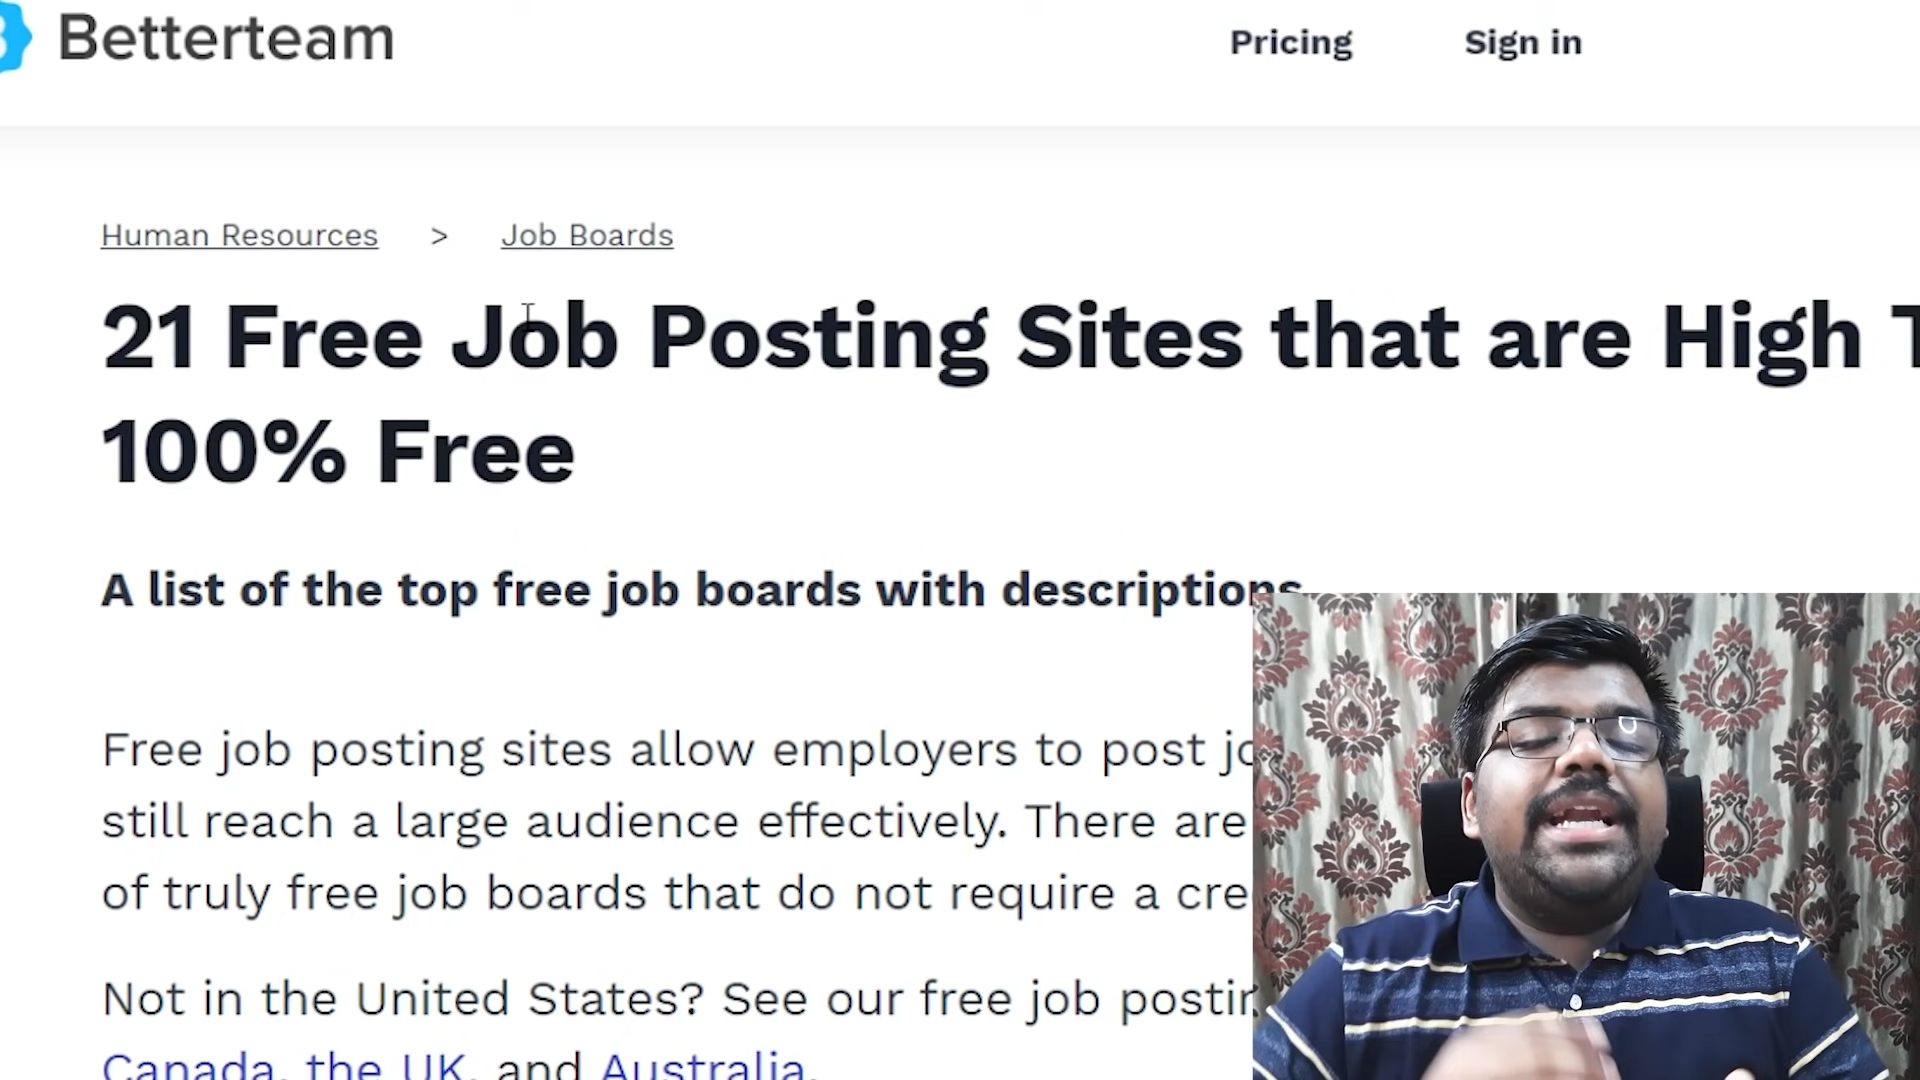 Betterteam
Pricing
Sign in
Human Resources > Job Boards
21 Free Job Posting Sites that are High
100% Free
A list of the top free job boards with descriptions
Free job posting sites allow employers to post
still reach a large audience effectively. There are
of truly free job boards that do not require a
Not in the United States? See our free job
Canada, the UK, and Australia.